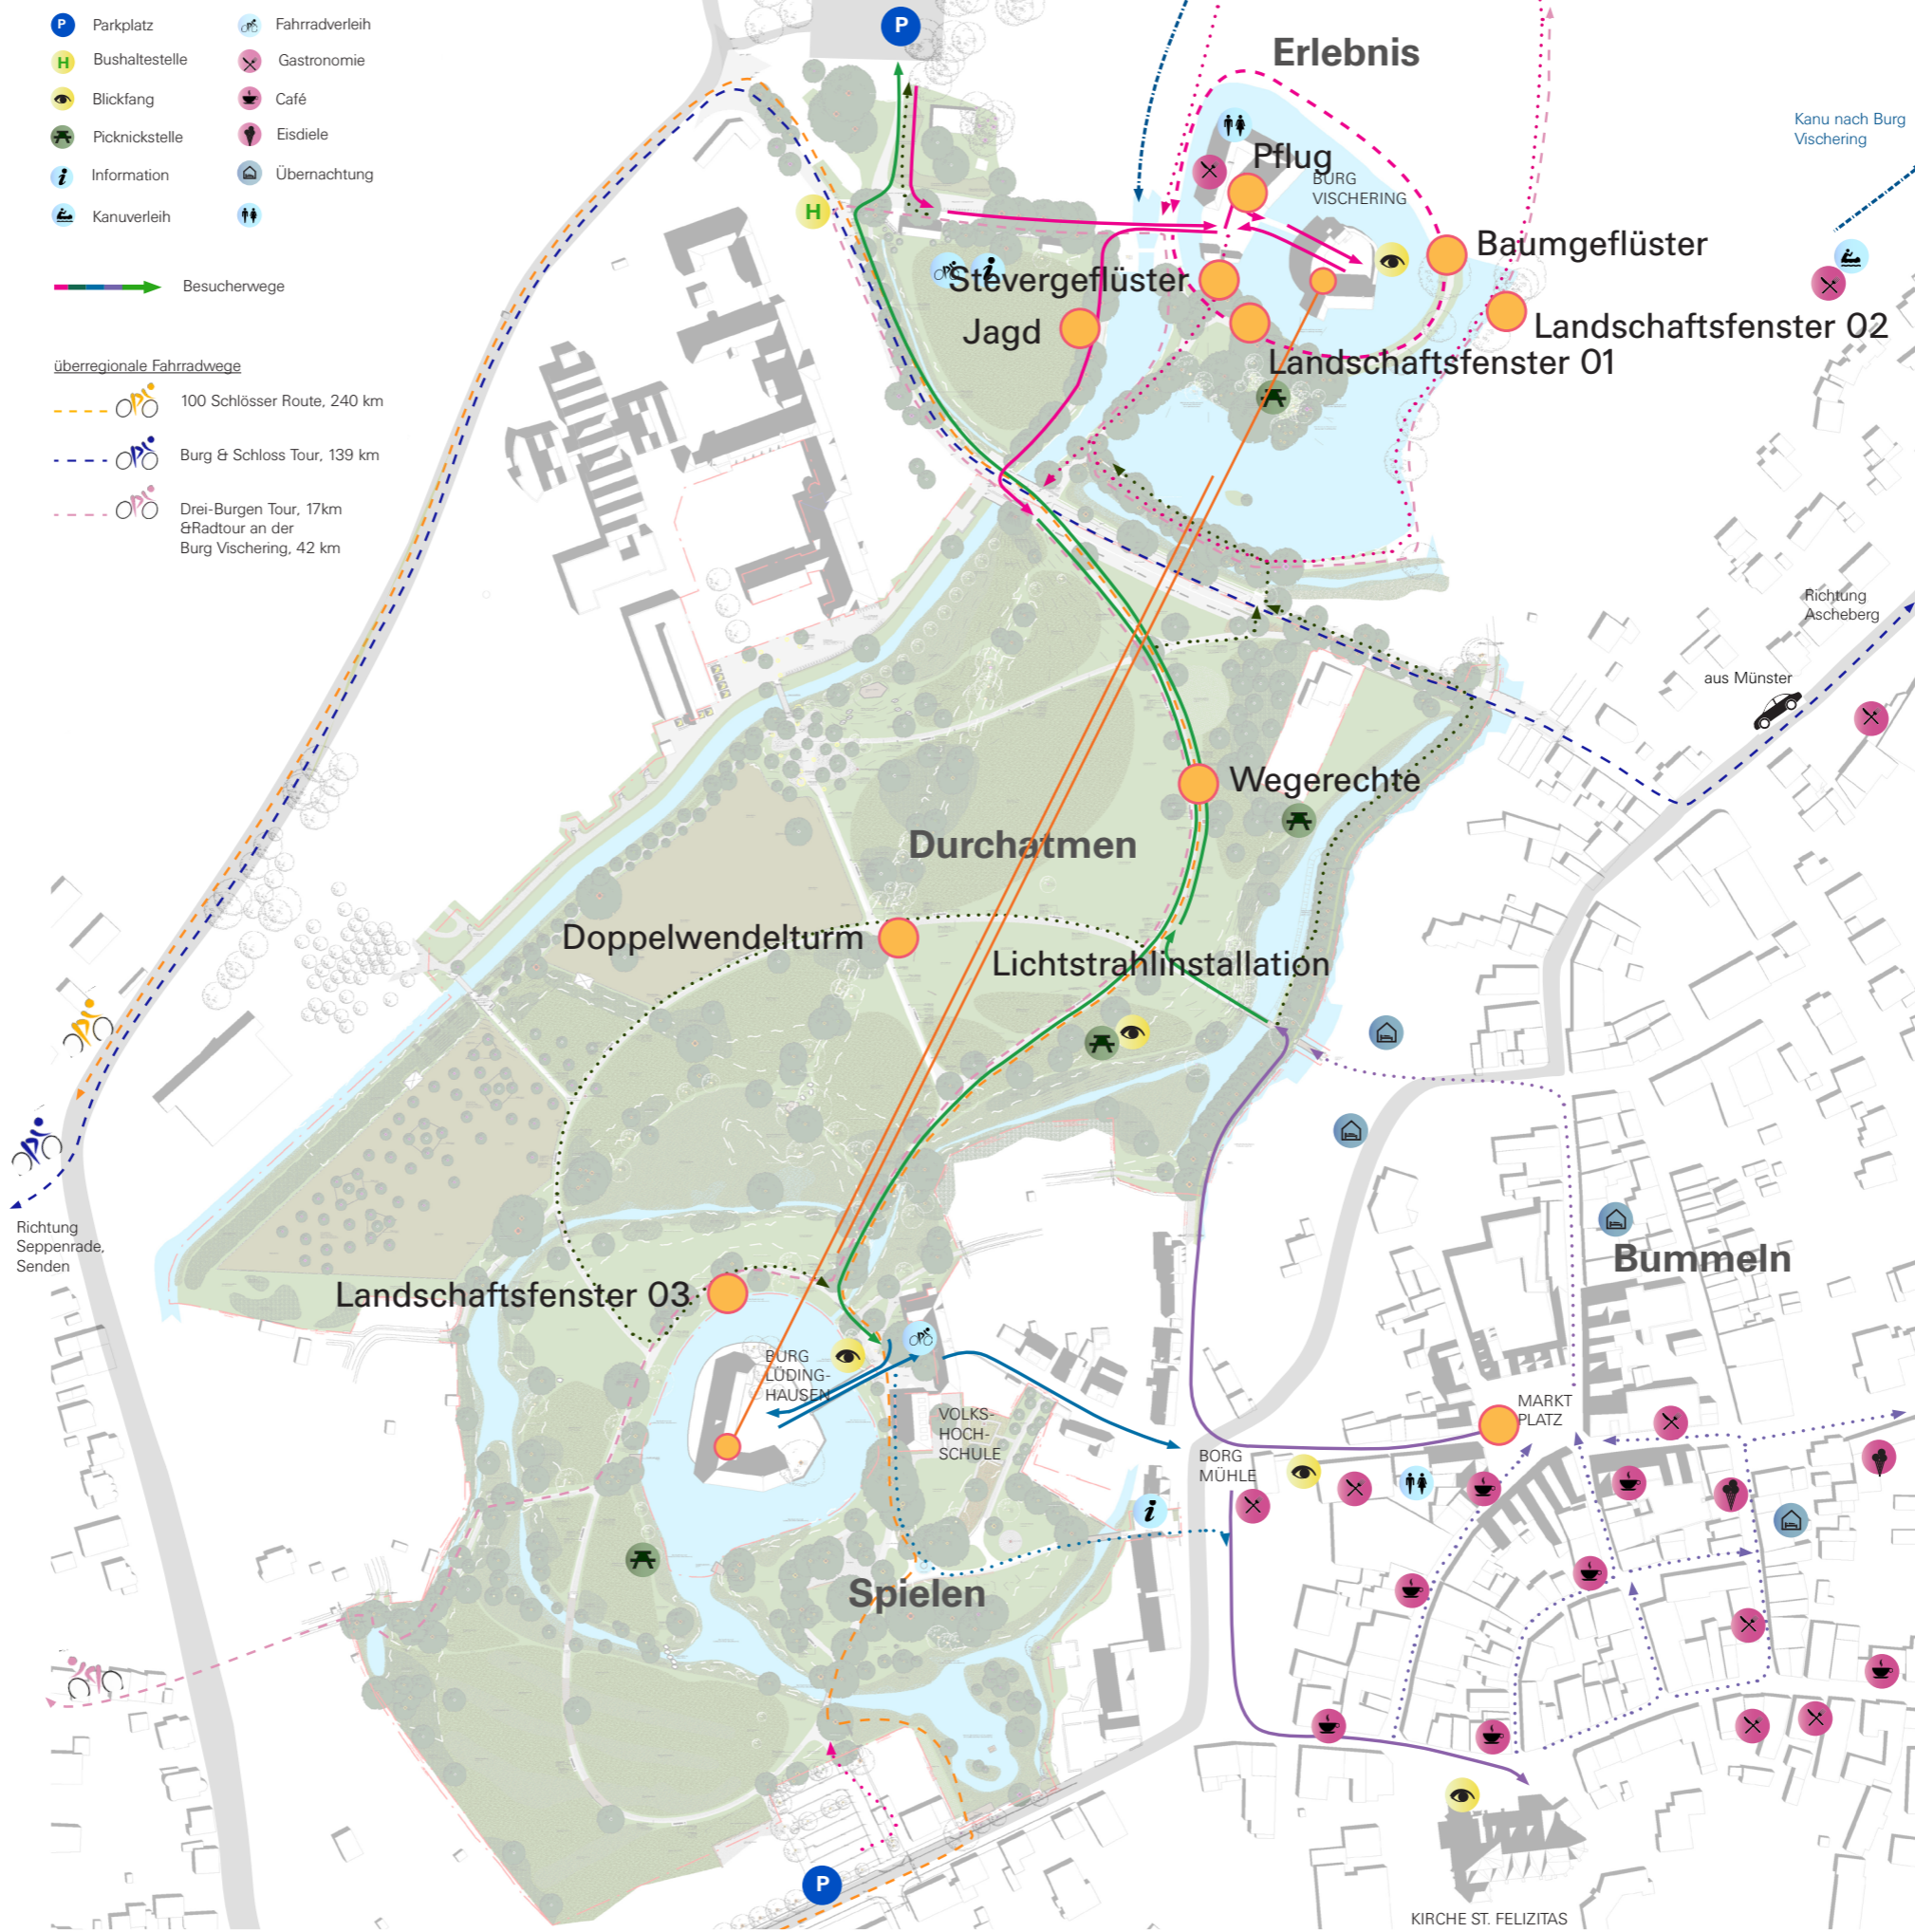 P Parkplatz
Fahrradverleih
H Bushaltestelle
Gastronomie
Blickfang
Café
Picknickstelle
Eisdiele
i Information
Übernachtung
Kanuverleih
Besucherwege
überregionale Fahrradwege
100 Schlösser Route, 240 km
Burg & Schloss Tour, 139 km
Drei-Burgen Tour, 17km
&Radtour an der
Burg Vischering, 42 km
P
Erlebnis
Kanu nach Burg
Vischering
Pflug
BURG
VISCHERING
H
Baumgeflüster
i
Stevergeflüster
Jagd
Landschaftsfenster 02
Landschaftsfenster 01
Richtung
Ascheberg
aus Münster
Wegerechte
Durchatmen
Doppelwendelturm
Lichtstrahlinstallation
Richtung
Seppenrade,
Senden
Bummeln
Landschaftsfenster 03
BURG
LÜDING-
HAUSEN
VOLKS-
HOCH-
SCHULE
MARKT
PLATZ
BORG
MÜHLE
i
Spielen
P
KIRCHE ST. FELIZITAS